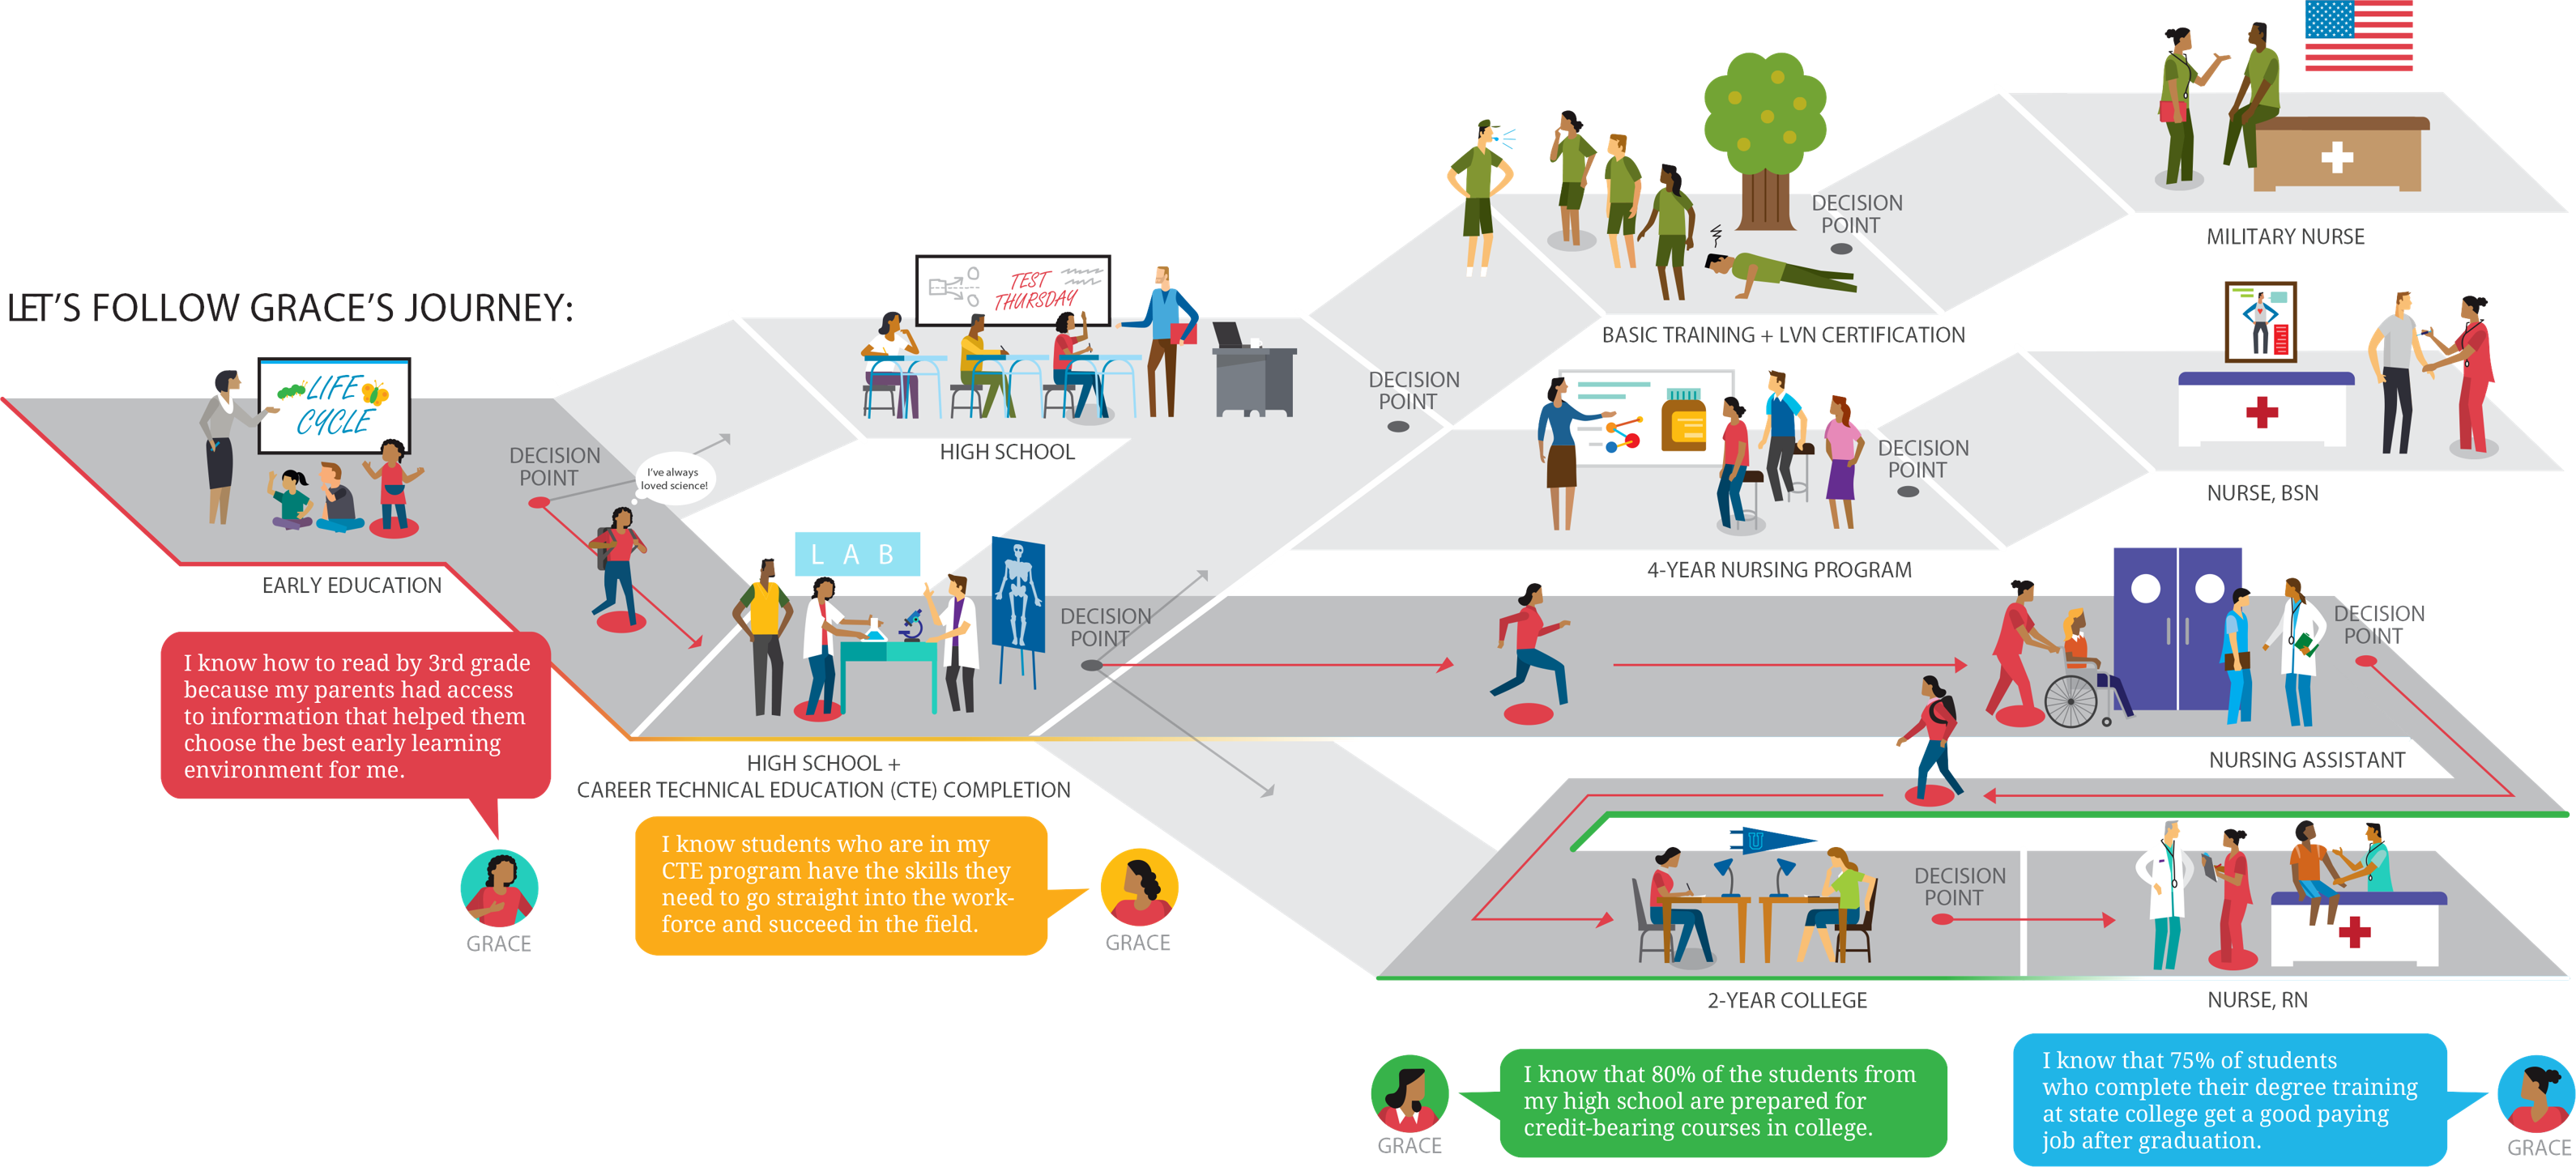 LET'S FOLLOW GRACE'S JOURNEY:
LIFE
CYCLE
EARLY EDUCATION
DECISION
POINT
I've always
loved science!
I know how to read by 3rd grade
because my parents had access
to information that helped them
choose the best early learning
environment for me.
GRACE
TEST
THURSDAY
HIGH SCHOOL
DECISION
POINT
LAB
DECISION
POINT
HIGH SCHOOL +
CAREER TECHNICAL EDUCATION (CTE) COMPLETION
I know students who are in my
CTE program have the skills they
need to go straight into the work-
force and succeed in the field.
GRACE
DECISION
POINT
BASIC TRAINING + LVN CERTIFICATION
MILITARY NURSE
DECISION
POINT
4-YEAR NURSING PROGRAM
NURSE, BSN
DECISION
POINT
NURSING ASSISTANT
U
DECISION
POINT
2-YEAR COLLEGE
NURSE, RN
GRACE
I know that 80% of the students from
my high school are prepared for
credit-bearing courses in college.
I know that 75% of students
who complete their degree training
at state college get a good paying
job after graduation.
GRACE